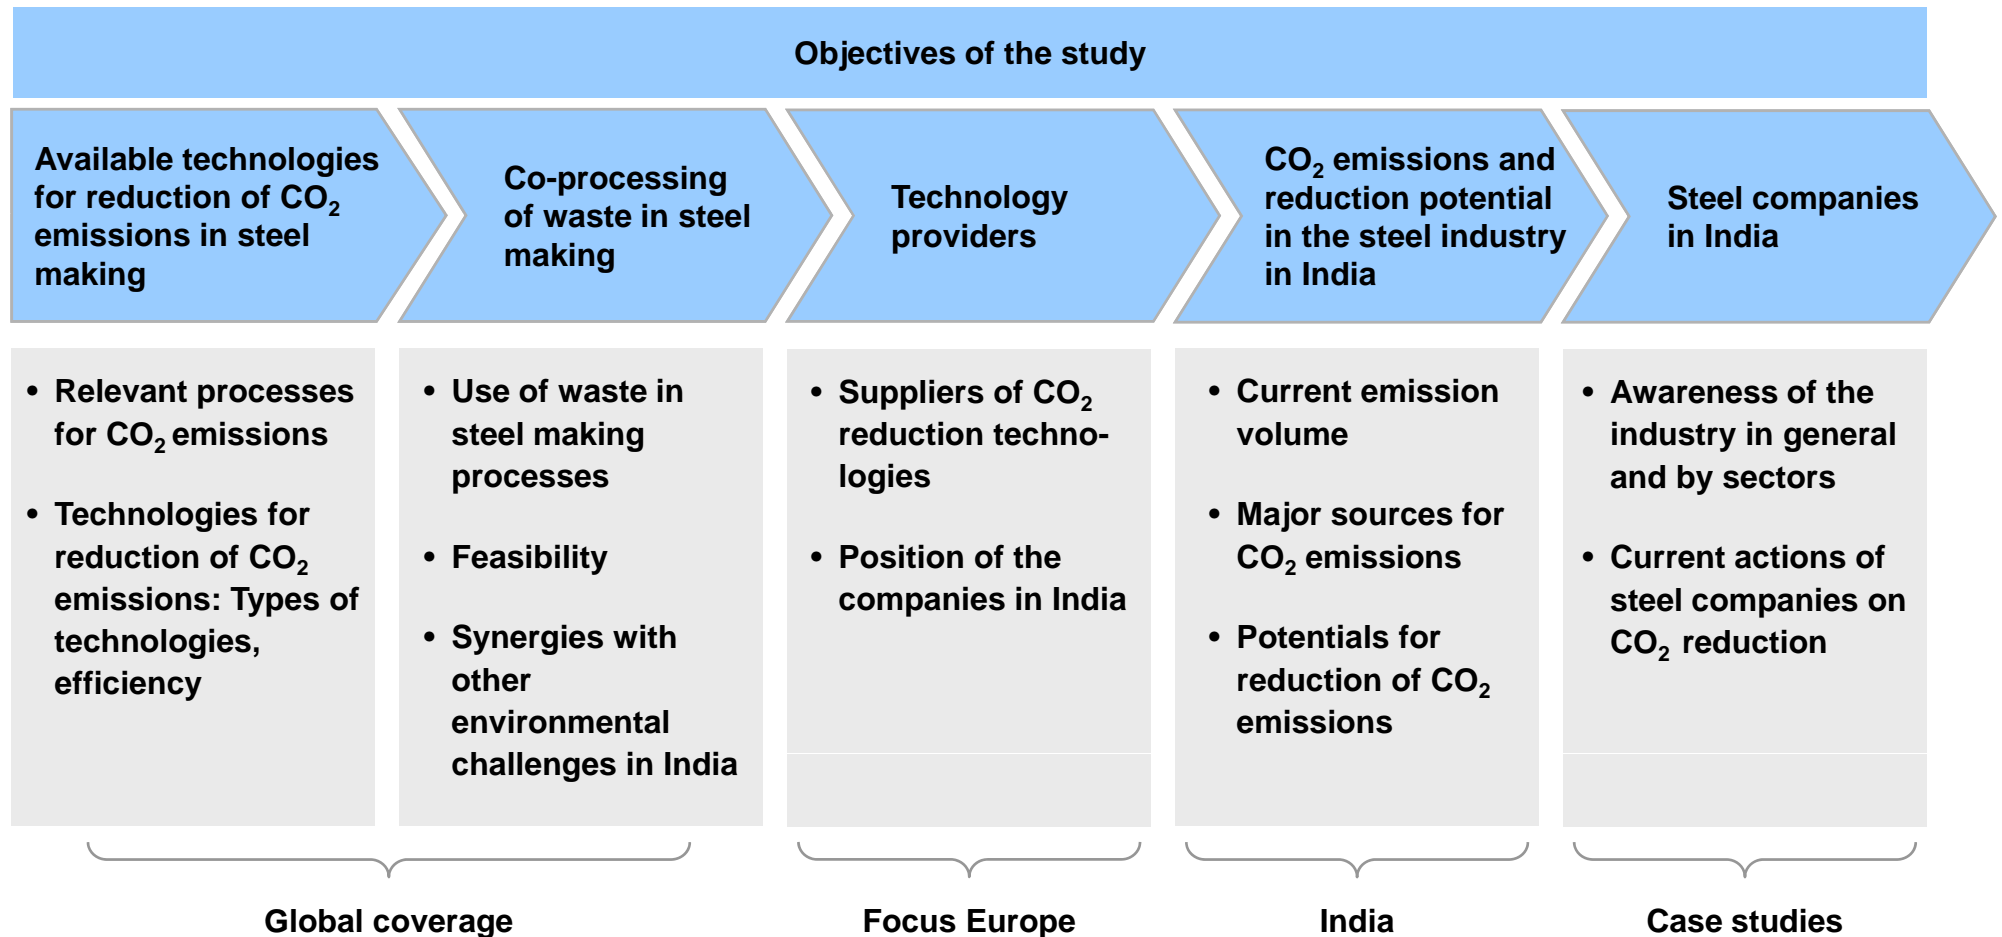 Objectives of the study
Available technologies
for reduction of CO₂
emissions in steel
making
Co-processing
of waste in steel
making
Technology
providers
CO₂ emissions and
reduction potential
in the steel industry
in India
Steel companies
in India
• Relevant processes
for CO₂ emissions
• Technologies for
reduction of CO₂
emissions: Types of
technologies,
efficiency
• Use of waste in
steel making
processes
• Feasibility
• Synergies with
other
environmental
challenges in India
• Suppliers of CO₂
reduction techno-
logies
• Position of the
companies in India
• Current emission
volume
• Major sources for
CO₂ emissions
• Potentials for
reduction of CO₂
emissions
• Awareness of the
industry in general
and by sectors
• Current actions of
steel companies on
CO₂ reduction
Global coverage
Focus Europe
India
Case studies